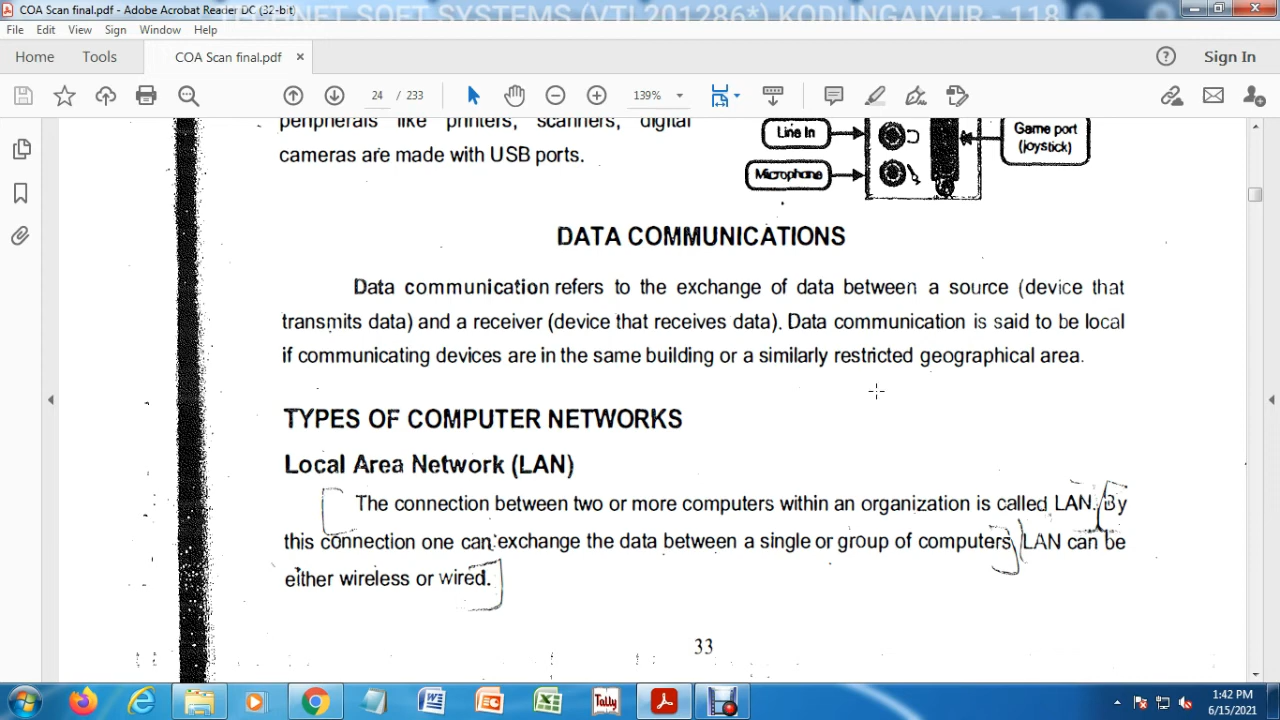 COA Scan final.pdf - Adobe Acrobat Reader DC (32-bit)
SOFT SYSTEMS (VTL201286*) KODUNGAIYUR - 118
File Edit View Sign Window Help
Home Tools COA Scan final.pdf × Sign In
24 / 233 139%
peripherals like printers, scanners, digital
cameras are made with USB ports.
Line In
Game port
(joystick)
Microphone
DATA COMMUNICATIONS
Data communication refers to the exchange of data between a source (device that
transmits data) and a receiver (device that receives data). Data communication is said to be local
if communicating devices are in the same building or a similarly restricted geographical area.
TYPES OF COMPUTER NETWORKS
Local Area Network (LAN)
The connection between two or more computers within an organization is called LAN. By
this connection one can exchange the data between a single or group of computers LAN can be
either wireless or wired.
33
Tally
1:42 PM
6/15/2021